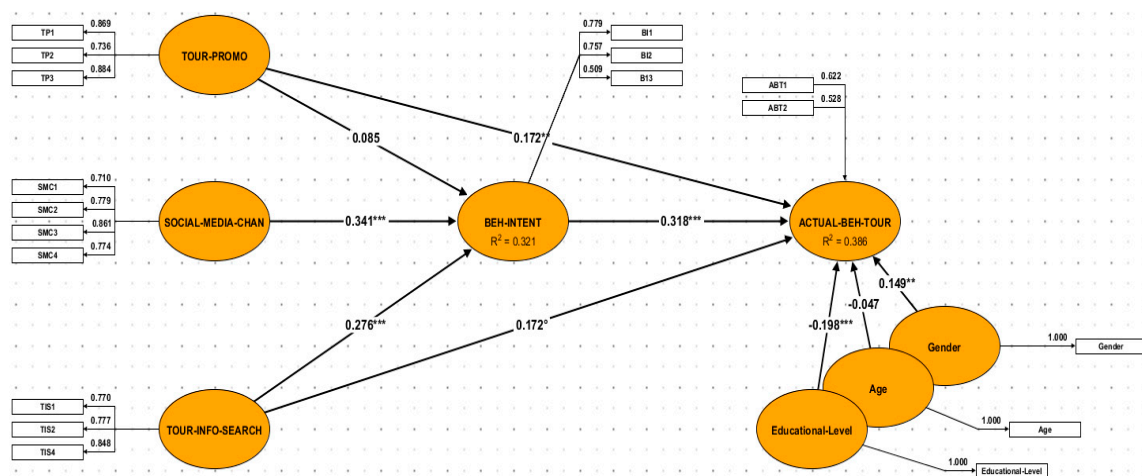 TP1
0.869
TP2
0.736
TP3
0.884
TOUR-PROMO
0.779
BI1
0.757
BI2
0.509
B13
ABT1
0.622
ABT2
0.528
0.085
0.172**
SMC1
0.710
SMC2
0.779
SMC3
0.861
SMC4
0.774
SOCIAL-MEDIA-CHAN
0.341***
BEH-INTENT
R² = 0.321
0.318***
ACTUAL-BEH-TOUR
R² = 0.386
0.276***
0.172°
-0.198***
-0.047
0.149**
Gender
1.000
Gender
Age
1.000
Age
Educational-Level
1.000
Educational-Level
TIS1
0.770
TIS2
0.777
TIS4
0.848
TOUR-INFO-SEARCH